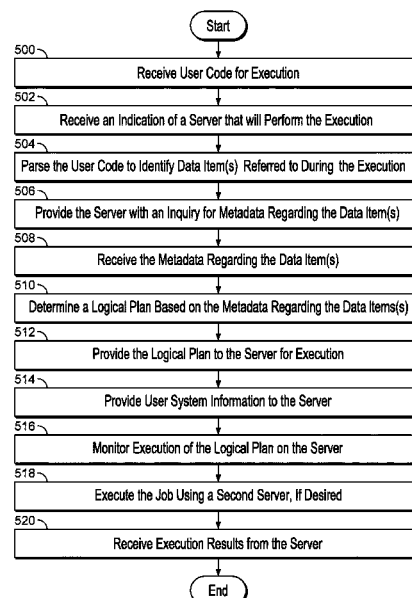 Start
500
Receive User Code for Execution
502
Receive an Indication of a Server that will Perform the Execution
504
Parse the User Code to Identify Data Item(s) Referred to During the Execution
506
Provide the Server with an Inquiry for Metadata Regarding the Data Item(s)
508
Receive the Metadata Regarding the Data Item(s)
510
Determine a Logical Plan Based on the Metadata Regarding the Data Items(s)
512
Provide the Logical Plan to the Server for Execution
514
Provide User System Information to the Server
516
Monitor Execution of the Logical Plan on the Server
518
Execute the Job Using a Second Server, If Desired
520
Receive Execution Results from the Server
End